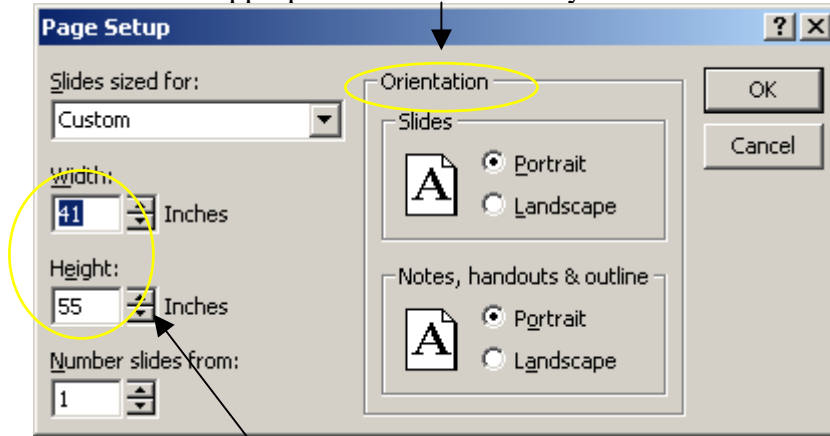 Page Setup
Slides sized for:
Custom
Width:
41 Inches
Height:
55 Inches
Number slides from:
1
Orientation
Slides
A
Portrait
Landscape
Notes, handouts & outline
A
Portrait
Landscape
OK
Cancel